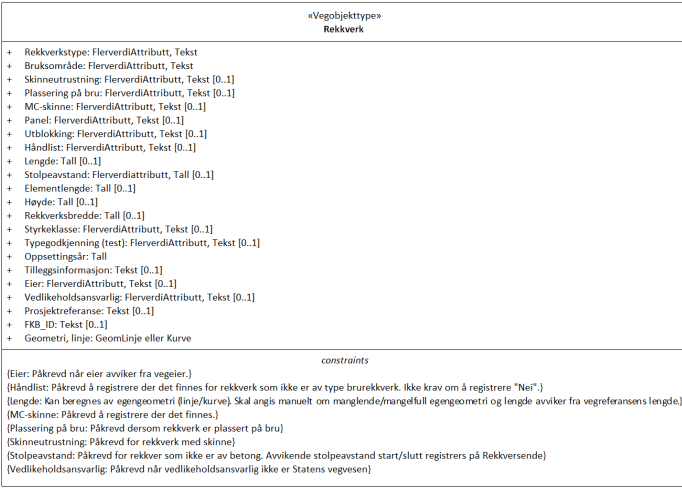 «Vegobjekttype»
Rekkverk
+ Rekkverkstype: FlerverdiAttributt, Tekst
+ Bruksområde: FlerverdiAttributt, Tekst
+ Skinneutrustning: FlerverdiAttributt, Tekst [0..1]
+ Plassering på bru: FlerverdiAttributt, Tekst [0..1]
+ MC-skinne: FlerverdiAttributt, Tekst [0..1]
+ Panel: FlerverdiAttributt, Tekst [0..1]
+ Utblokking: FlerverdiAttributt, Tekst [0..1]
+ Håndlist: FlerverdiAttributt, Tekst [0..1]
+ Lengde: Tall [0..1]
+ Stolpeavstand: Flerverdiattributt, Tall [0..1]
+ Elementlengde: Tall [0..1]
+ Høyde: Tall [0..1]
+ Rekkverksbredde: Tall [0..1]
+ Styrkeklasse: FlerverdiAttributt, Tekst [0..1]
+ Typegodkjenning (test): FlerverdiAttributt, Tekst [0..1]
+ Oppsettingsår: Tall
+ Tilleggsinformasjon: Tekst [0..1]
+ Eier: FlerverdiAttributt, Tekst [0..1]
+ Vedlikeholdsansvarlig: FlerverdiAttributt, Tekst [0..1]
+ Prosjektreferanse: Tekst [0..1]
+ FKB_ID: Tekst [0..1]
+ Geometri, linje: GeomLinje eller Kurve
constraints
{Eier: Påkrevd når eier avviker fra vegeier.}
{Håndlist: Påkrevd å registrere der det finnes for rekkverk som ikke er av type brurekkverk. Ikke krav om å registrere "Nei".}
{Lengde: Kan beregnes av egengeometri (linje/kurve). Skal angis manuelt om manglende/mangelfull egengeometri og lengde avviker fra vegreferansens lengde.}
{MC-skinne: Påkrevd å registrere der det finnes.}
{Plassering på bru: Påkrevd dersom rekkverk er plassert på bru}
{Skinneutrustning: Påkrevd for rekkverk med skinne}
{Stolpeavstand: Påkrevd for rekkver som ikke er av betong. Avvikende stolpeavstand start/slutt registrers på Rekkversende}
{Vedlikeholdsansvarlig: Påkrevd når vedlikeholdsansvarlig ikke er Statens vegvesen}